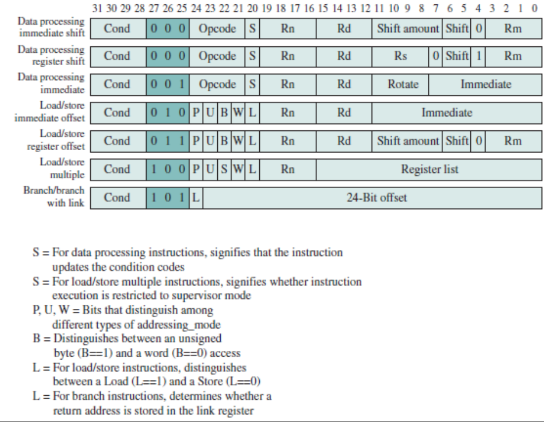 31 30 29 28 27 26 25 24 23 22 21 20 19 18 17 16 15 14 13 12 11 10 9 8 7 6 5 4 3 2 1 0
Data processing
immediate shift
Cond 0 0 0 Opcode S Rn Rd Shift amount Shift 0 Rm
Data processing
register shift
Cond 0 0 0 Opcode S Rn Rd Rs 0 Shift 1 Rm
Data processing
immediate
Cond 0 0 1 Opcode S Rn Rd Rotate Immediate
Load/store
immediate offset
Cond 0 1 0 P U B W L Rn Rd Immediate
Load/store
register offset
Cond 0 1 1 P U B W L Rn Rd Shift amount Shift 0 Rm
Load/store
multiple
Cond 1 0 0 P U S W L Rn Register list
Branch/branch
with link
Cond 1 0 1 L 24-Bit offset
S = For data processing instructions, signifies that the instruction
updates the condition codes
S = For load/store multiple instructions, signifies whether instruction
execution is restricted to supervisor mode
P, U, W = Bits that distinguish among
different types of addressing_mode
B = Distinguishes between an unsigned
byte (B==1) and a word (B==0) access
L = For load/store instructions, distinguishes
between a Load (L==1) and a Store (L==0)
L = For branch instructions, determines whether a
return address is stored in the link register